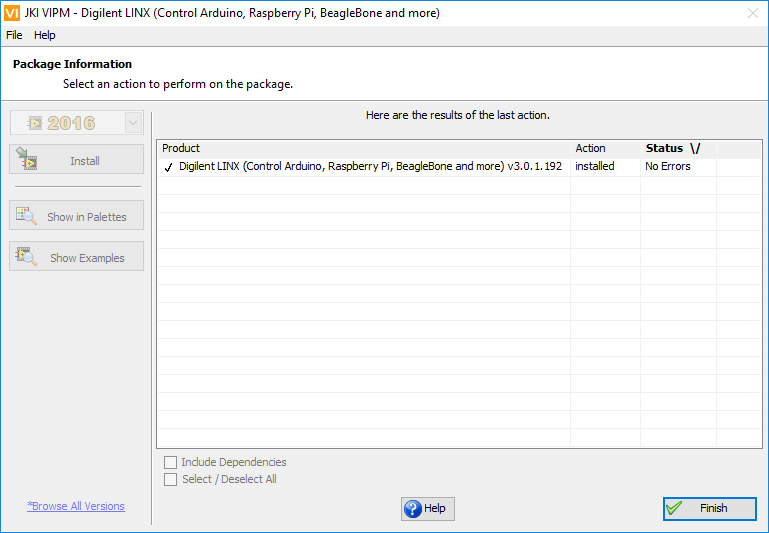 VI JKI VIPM - Digilent LINX (Control Arduino, Raspberry Pi, BeagleBone and more)
File Help
Package Information
Select an action to perform on the package.
2016
Install
Show in Palettes
Show Examples
*Browse All Versions
Here are the results of the last action.
Product Action Status \/
Digilent LINX (Control Arduino, Raspberry Pi, BeagleBone and more) v3.0.1.192 installed No Errors
Include Dependencies
Select / Deselect All
? Help
Finish